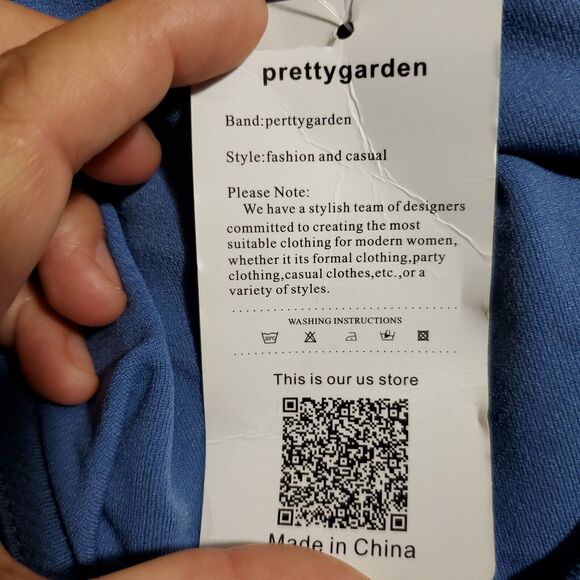 prettygarden
Band:perttygarden
Style:fashion and casual
Please Note:
We have a stylish team of designers
committed to creating the most
suitable clothing for modern women,
whether it its formal clothing,party
clothing,casual clothes,etc.,or a
variety of styles.
WASHING INSTRUCTIONS
30°C
This is our us store
Made in China